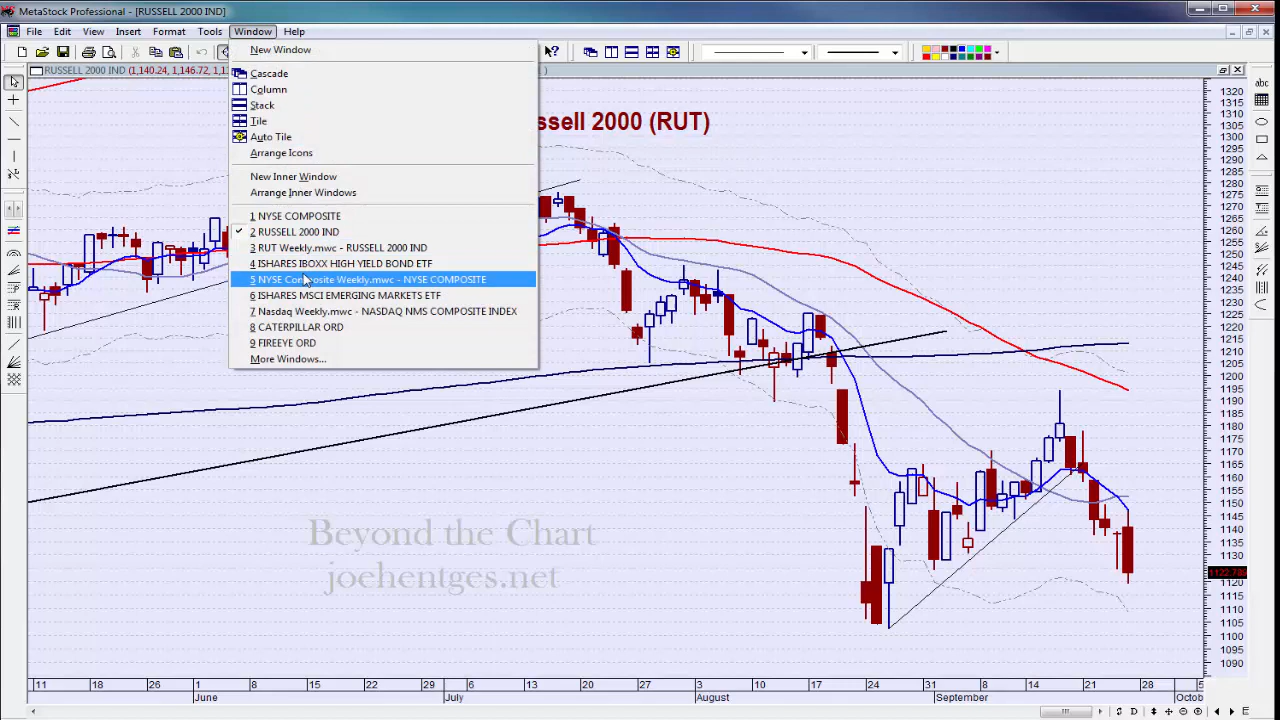 MetaStock Professional - [RUSSELL 2000 IND]
File Edit View Insert Format Tools Window Help
New Window
Cascade
Column
Stack
Tile
Auto Tile
Arrange Icons
New Inner Window
Arrange Inner Windows
1 NYSE COMPOSITE
2 RUSSELL 2000 IND
3 RUT Weekly.mwc - RUSSELL 2000 IND
4 ISHARES IBOXX HIGH YIELD BOND ETF
5 NYSE Composite Weekly.mwc - NYSE COMPOSITE
6 ISHARES MSCI EMERGING MARKETS ETF
7 Nasdaq Weekly.mwc - NASDAQ NMS COMPOSITE INDEX
8 CATERPILLAR ORD
9 FIREEYE ORD
More Windows...
RUSSELL 2000 IND (1,140.24, 1,146.72, 1,1
)
abc
ssell 2000 (RUT)
1320
1315
1310
1305
1300
1295
1290
1285
1280
1275
1270
1265
1260
1255
1250
1245
1240
1235
1230
1225
1220
1215
1210
1205
1200
1195
1190
1185
1180
1175
1170
1165
1160
1155
1150
1145
1140
1135
1130
1125
1120
1115
1110
1105
1100
1095
1090
Beyond the Chart
joehentges.net
11 18 26 1 8 15 22 29 6 13 20 27 3 10 17 24 31 8 14 21 28 5
June July August September Octob
D E